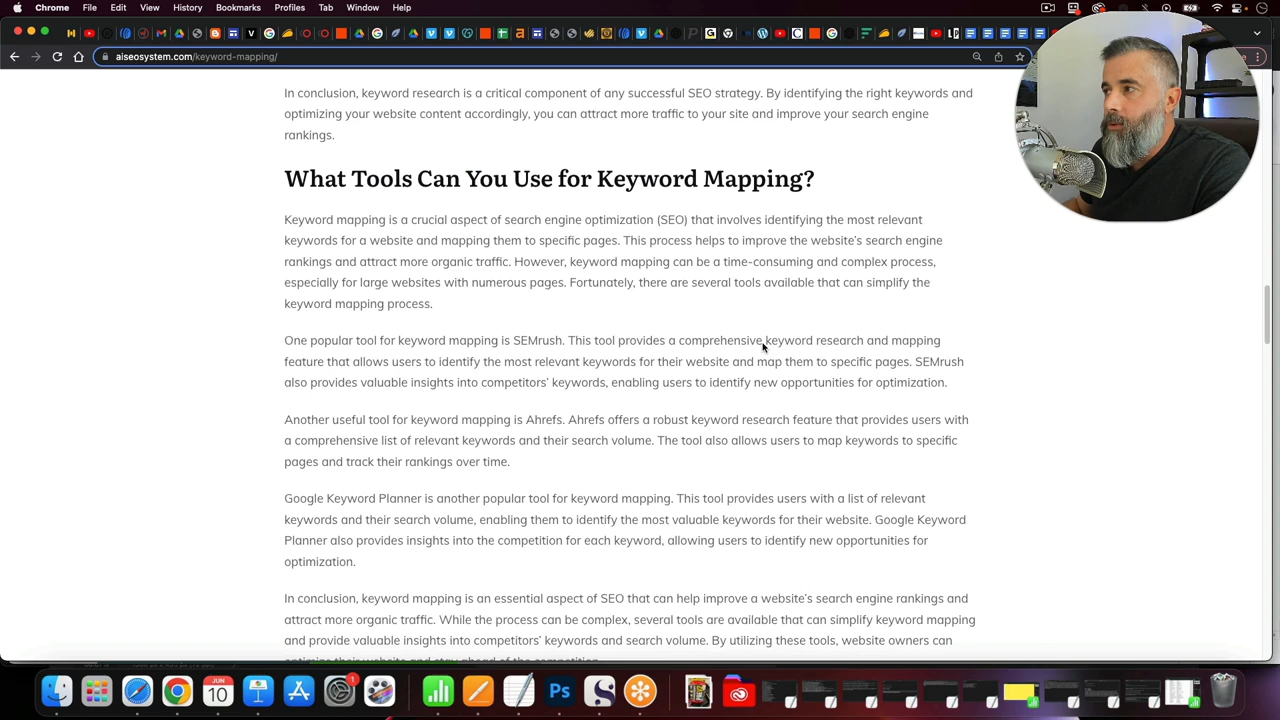 Chrome File Edit View History Bookmarks Profiles Tab Window Help
aiseosystem.com/keyword-mapping/
In conclusion, keyword research is a critical component of any successful SEO strategy. By identifying the right keywords and
optimizing your website content accordingly, you can attract more traffic to your site and improve your search engine
rankings.
What Tools Can You Use for Keyword Mapping?
Keyword mapping is a crucial aspect of search engine optimization (SEO) that involves identifying the most relevant
keywords for a website and mapping them to specific pages. This process helps to improve the website's search engine
rankings and attract more organic traffic. However, keyword mapping can be a time-consuming and complex process,
especially for large websites with numerous pages. Fortunately, there are several tools available that can simplify the
keyword mapping process.
One popular tool for keyword mapping is SEMrush. This tool provides a comprehensive keyword research and mapping
feature that allows users to identify the most relevant keywords for their website and map them to specific pages. SEMrush
also provides valuable insights into competitors' keywords, enabling users to identify new opportunities for optimization.
Another useful tool for keyword mapping is Ahrefs. Ahrefs offers a robust keyword research feature that provides users with
a comprehensive list of relevant keywords and their search volume. The tool also allows users to map keywords to specific
pages and track their rankings over time.
Google Keyword Planner is another popular tool for keyword mapping. This tool provides users with a list of relevant
keywords and their search volume, enabling them to identify the most valuable keywords for their website. Google Keyword
Planner also provides insights into the competition for each keyword, allowing users to identify new opportunities for
optimization.
In conclusion, keyword mapping is an essential aspect of SEO that can help improve a website's search engine rankings and
attract more organic traffic. While the process can be complex, several tools are available that can simplify keyword mapping
and provide valuable insights into competitors' keywords and search volume. By utilizing these tools, website owners can
optimize their website and stay ahead of the competition.
JUN
10
1
Ps